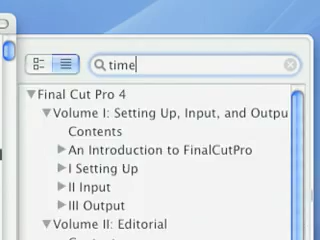 time
Final Cut Pro 4
Volume I: Setting Up, Input, and Outpu
Contents
An Introduction to FinalCutPro
I Setting Up
II Input
III Output
Volume II: Editorial